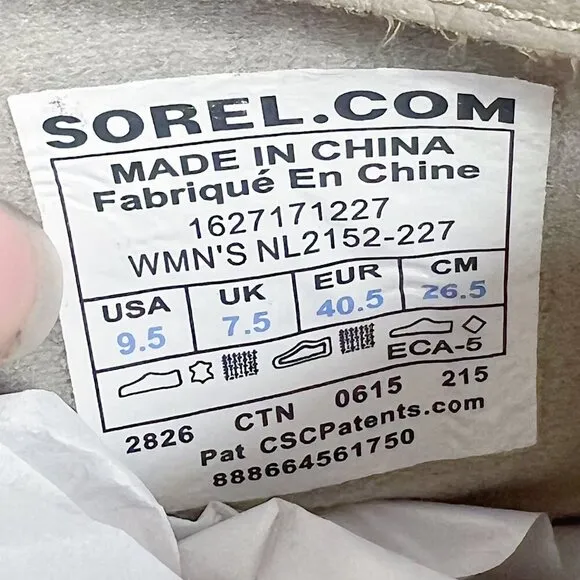 SOREL.COM
MADE IN CHINA
Fabriqué En Chine
1627171227
WMN'S NL2152-227
USA UK EUR CM
9.5 7.5 40.5 26.5
ECA-5
2826 CTN 0615 215
Pat CSCPatents.com
888664561750